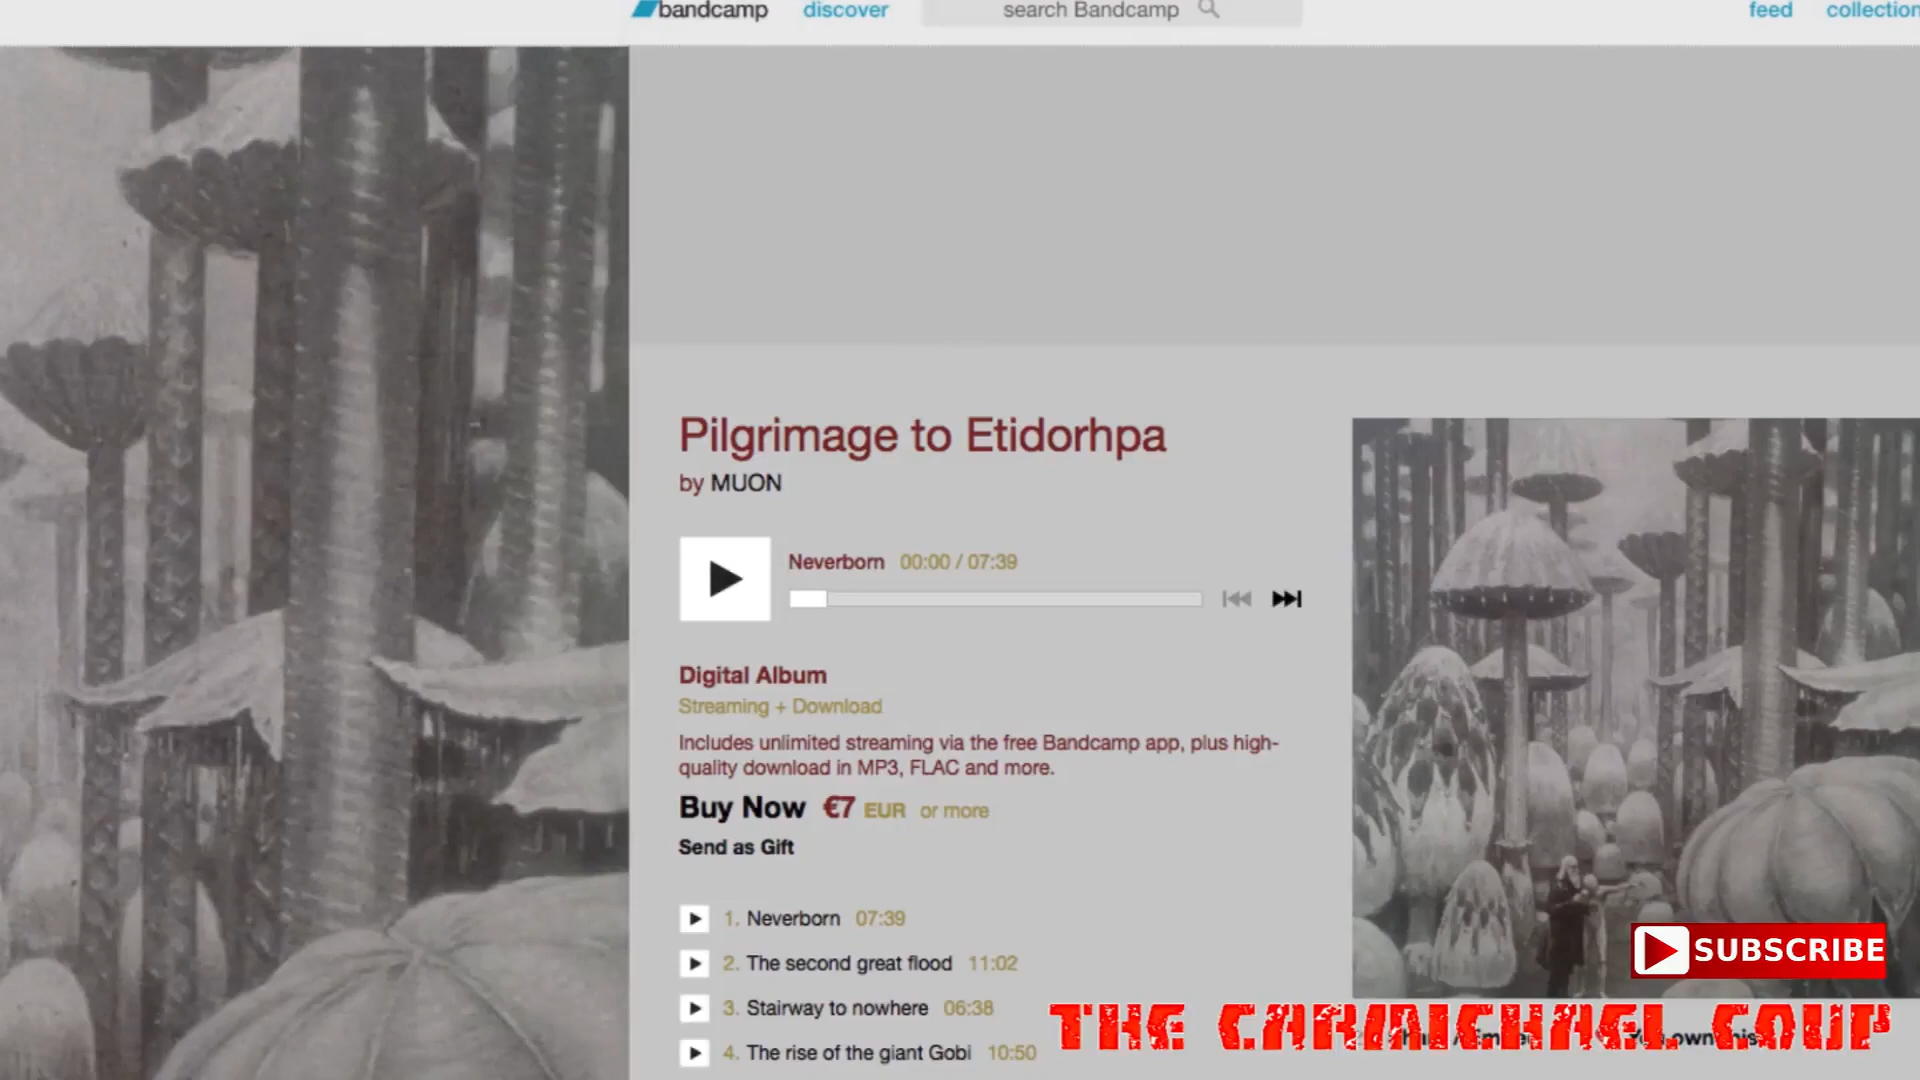 bandcamp discover search Bandcamp feed collection
Pilgrimage to Etidorhpa
by MUON
Neverborn 00:00 / 07:39
Digital Album
Streaming + Download
Includes unlimited streaming via the free Bandcamp app, plus high-
quality download in MP3, FLAC and more.
Buy Now €7 EUR or more
Send as Gift
1. Neverborn 07:39
2. The second great flood 11:02
3. Stairway to nowhere 06:38
4. The rise of the giant Gobi 10:50
SUBSCRIBE
THE CARMICHAEL COUP